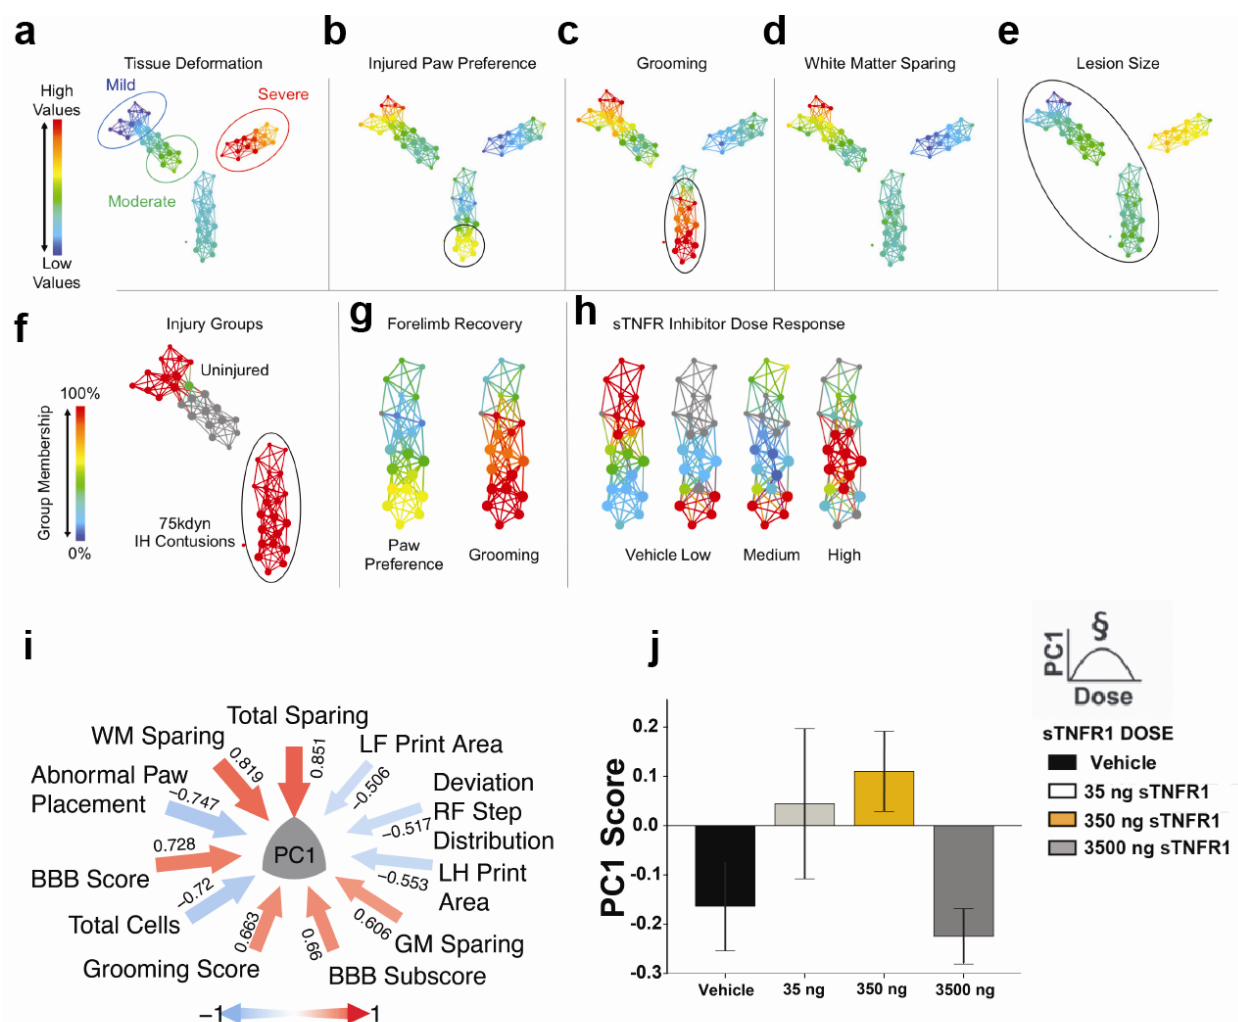 a
b
c
d
e
Tissue Deformation
Injured Paw Preference
Grooming
White Matter Sparing
Lesion Size
High
Values
Low
Values
Mild
Severe
Moderate
f
Injury Groups
Uninjured
100%
Group Membership
0%
75kdyn
IH Contusions
g
Forelimb Recovery
Paw
Preference
Grooming
h
sTNFR Inhibitor Dose Response
Vehicle Low
Medium
High
i
Total Sparing
0.851
WM Sparing
0.819
LF Print Area
−0.506
Abnormal Paw
Placement
−0.747
Deviation
RF Step
Distribution
−0.517
BBB Score
0.728
PC1
LH Print
Area
−0.553
Total Cells
−0.72
GM Sparing
0.606
Grooming Score
0.663
BBB Subscore
0.66
−1
1
j
PC1 Score
0.2
0.1
0.0
-0.1
-0.2
-0.3
Vehicle
35 ng
350 ng
3500 ng
§
PC1
Dose
sTNFR1 DOSE
Vehicle
35 ng sTNFR1
350 ng sTNFR1
3500 ng sTNFR1